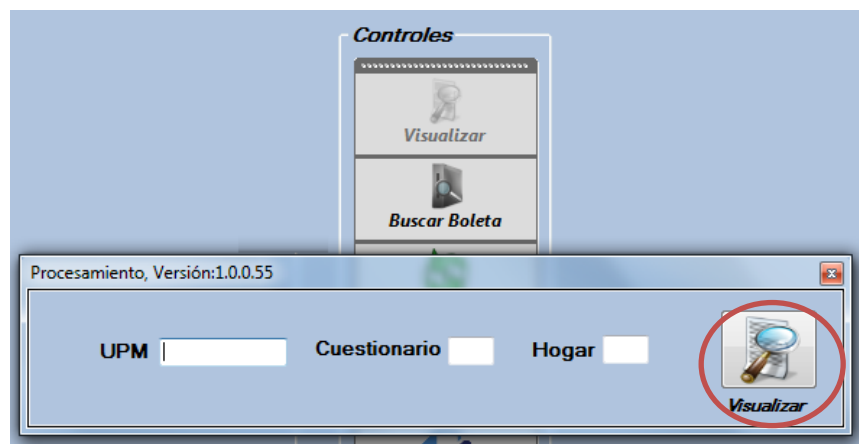 Controles
Visualizar
Buscar Boleta
Procesamiento, Versión:1.0.0.55
UPM
Cuestionario
Hogar
Visualizar